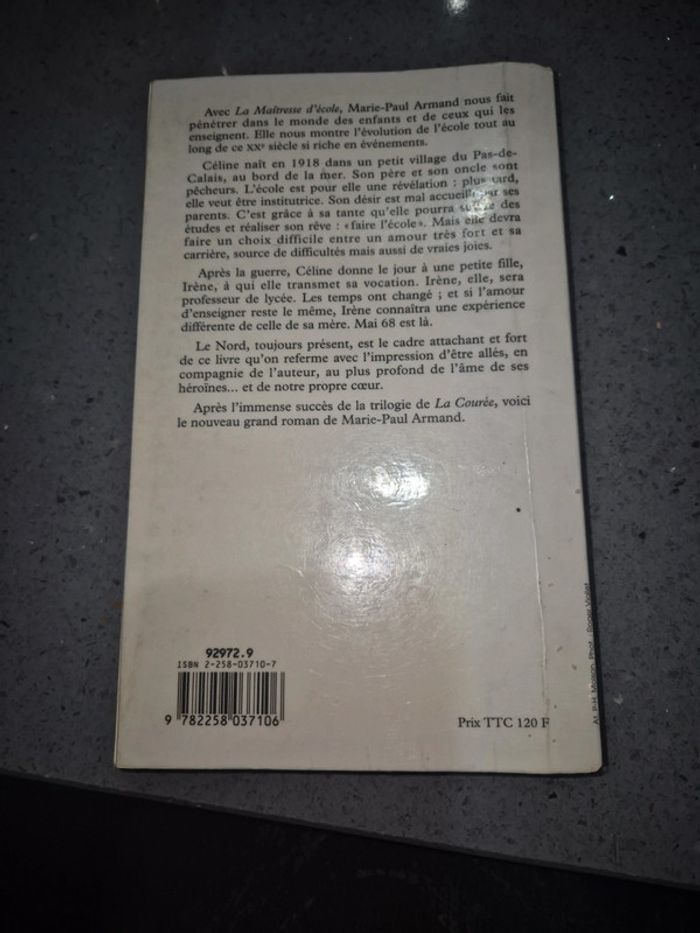 Avec La Maîtresse d'école, Marie-Paul Armand nous fait
pénétrer dans le monde des enfants et de ceux qui les
enseignent. Elle nous montre l'évolution de l'école tout au
long de ce XXe siècle si riche en événements.
Céline naît en 1918 dans un petit village du Pas-de-
Calais, au bord de la mer. Son père et son oncle sont
pêcheurs. L'école est pour elle une révélation : plus tard,
elle veut être institutrice. Son désir est mal accueilli par ses
parents. C'est grâce à sa tante qu'elle pourra suivre des
études et réaliser son rêve : « faire l'école ». Mais elle devra
faire un choix difficile entre un amour très fort et sa
carrière, source de difficultés mais aussi de vraies joies.
Après la guerre, Céline donne le jour à une petite fille,
Irène, à qui elle transmet sa vocation. Irène, elle, sera
professeur de lycée. Les temps ont changé ; et si l'amour
d'enseigner reste le même, Irène connaîtra une expérience
différente de celle de sa mère. Mai 68 est là.
Le Nord, toujours présent, est le cadre attachant et fort
de ce livre qu'on referme avec l'impression d'être allés, en
compagnie de l'auteur, au plus profond de l'âme de ses
héroïnes... et de notre propre cœur.
Après l'immense succès de la trilogie de La Courée, voici
le nouveau grand roman de Marie-Paul Armand.
92972.9
ISBN 2-258-03710-7
9 782258 037106
Prix TTC 120 F
At. P.H. Moisan. Phot. : Roger Viollet